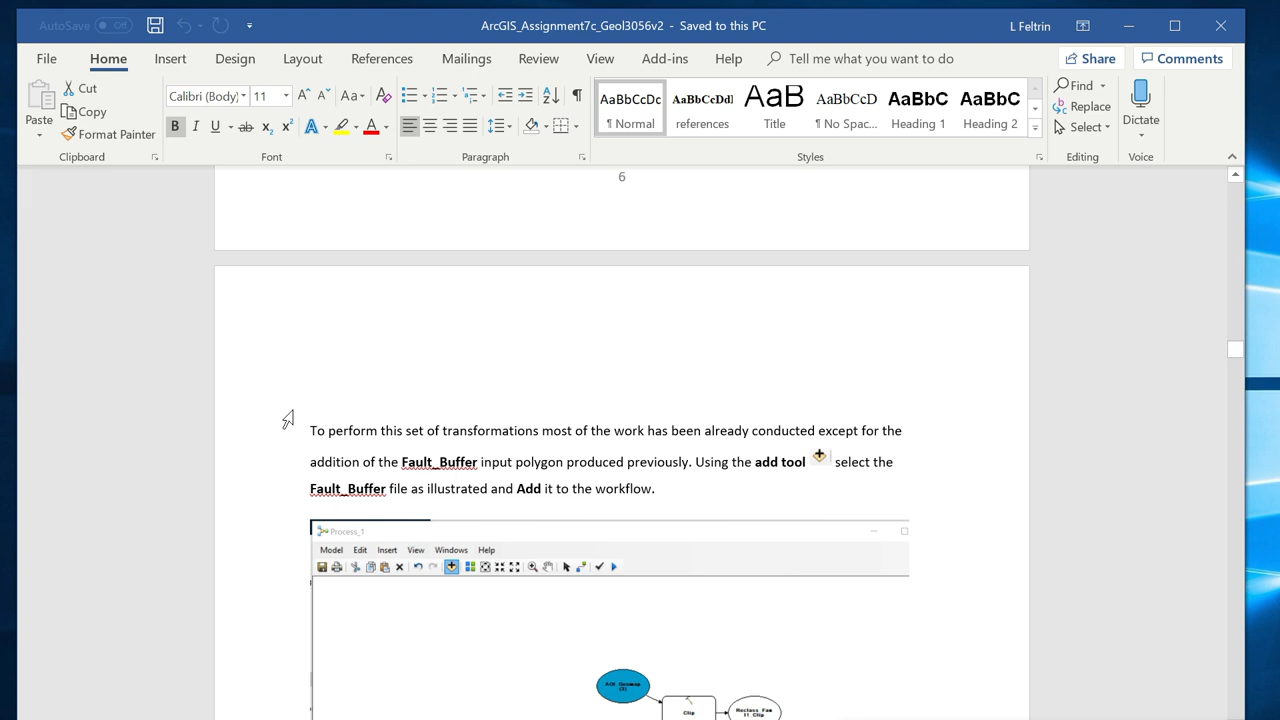 AutoSave Off ArcGIS_Assignment7c_Geol3056v2 - Saved to this PC L Feltrin
File Home Insert Design Layout References Mailings Review View Add-ins Help Tell me what you want to do Share Comments
Paste Cut Copy Format Painter
Calibri (Body) 11
AaBbCcDc AaBbCcDdI AaB AaBbCcD AaBbC AaBbCc
¶ Normal references Title ¶ No Spac... Heading 1 Heading 2
Find Replace Select Dictate
Clipboard Font Paragraph Styles Editing Voice
6
To perform this set of transformations most of the work has been already conducted except for the
addition of the Fault_Buffer input polygon produced previously. Using the add tool select the
Fault_Buffer file as illustrated and Add it to the workflow.
Process_1
Model Edit Insert View Windows Help
Clip